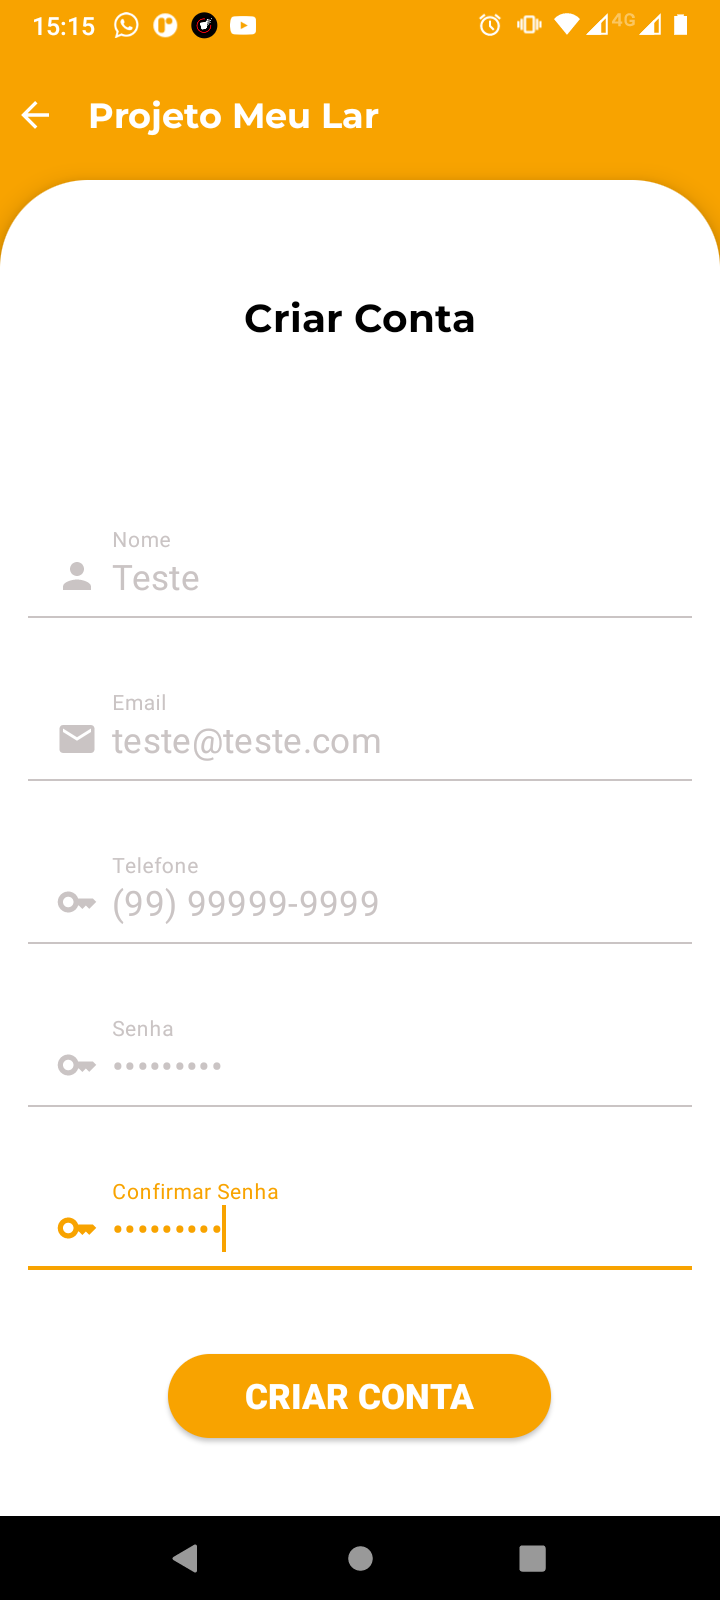 15:15
4G
Projeto Meu Lar
Criar Conta
Nome
Teste
Email
teste@teste.com
Telefone
(99) 99999-9999
Senha
•••••••••
Confirmar Senha
•••••••••
CRIAR CONTA